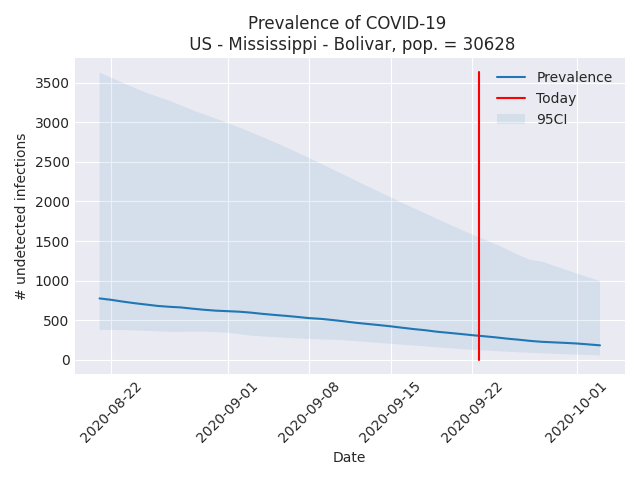 Prevalence of COVID-19
US - Mississippi - Bolivar, pop. = 30628
Prevalence
Today
95CI
# undetected infections
3500
3000
2500
2000
1500
1000
500
0
2020-08-22
2020-09-01
2020-09-08
2020-09-15
2020-09-22
2020-10-01
Date